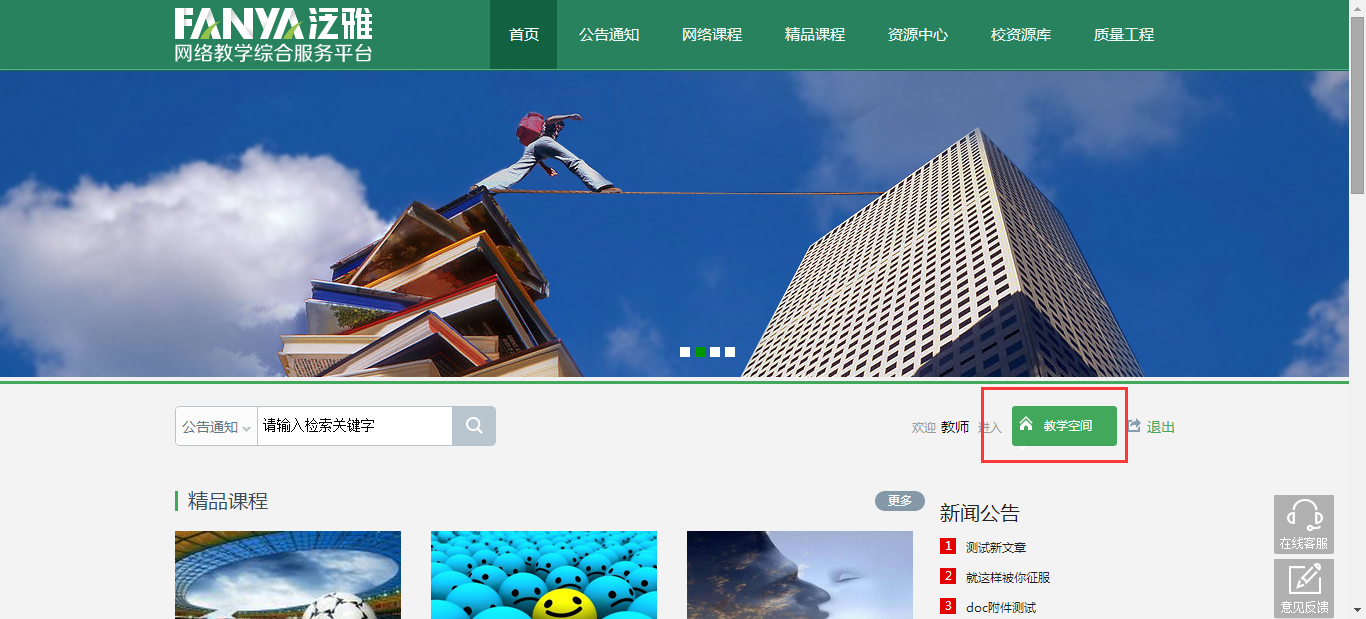 FANYA泛雅
网络教学综合服务平台
首页 公告通知 网络课程 精品课程 资源中心 校资源库 质量工程
公告通知 请输入检索关键字 欢迎 教师 进入 教学空间 退出
精品课程 更多
新闻公告
1 测试新文章
2 就这样被你征服
3 doc附件测试
在线客服
意见反馈